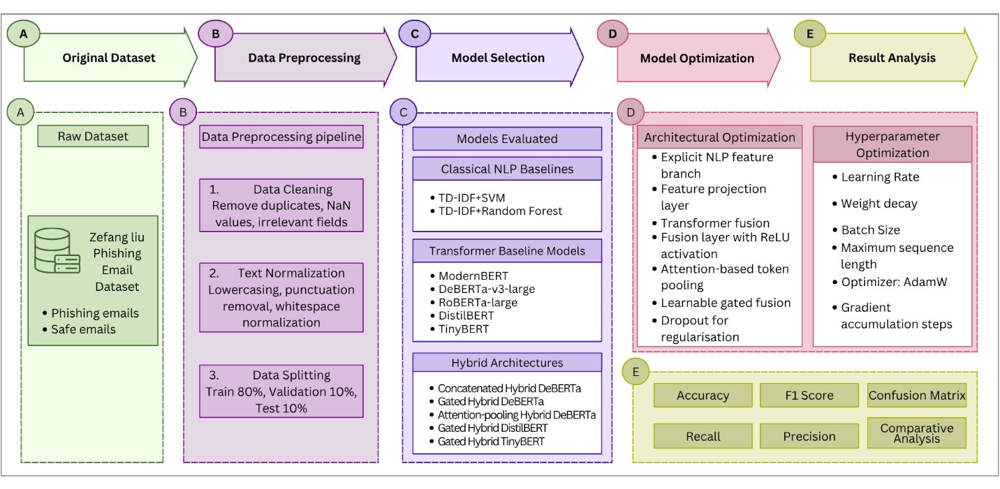 A
Original Dataset
B
Data Preprocessing
C
Model Selection
D
Model Optimization
E
Result Analysis
A
Raw Dataset
Zefang liu
Phishing
Email
Dataset
• Phishing emails
• Safe emails
B
Data Preprocessing pipeline
1. Data Cleaning
Remove duplicates, NaN
values, irrelevant fields
2. Text Normalization
Lowercasing, punctuation
removal, whitespace
normalization
3. Data Splitting
Train 80%, Validation 10%,
Test 10%
C
Models Evaluated
Classical NLP Baselines
• TD-IDF+SVM
• TD-IDF+Random Forest
Transformer Baseline Models
• ModernBERT
• DeBERTa-v3-large
• RoBERTa-large
• DistilBERT
• TinyBERT
Hybrid Architectures
• Concatenated Hybrid DeBERTa
• Gated Hybrid DeBERTa
• Attention-pooling Hybrid DeBERTa
• Gated Hybrid DistilBERT
• Gated Hybrid TinyBERT
D
Architectural Optimization
• Explicit NLP feature
branch
• Feature projection
layer
• Transformer fusion
• Fusion layer with ReLU
activation
• Attention-based token
pooling
• Learnable gated fusion
• Dropout for
regularisation
Hyperparameter
Optimization
• Learning Rate
• Weight decay
• Batch Size
• Maximum sequence
length
• Optimizer: AdamW
• Gradient
accumulation steps
E
Accuracy
F1 Score
Confusion Matrix
Recall
Precision
Comparative
Analysis